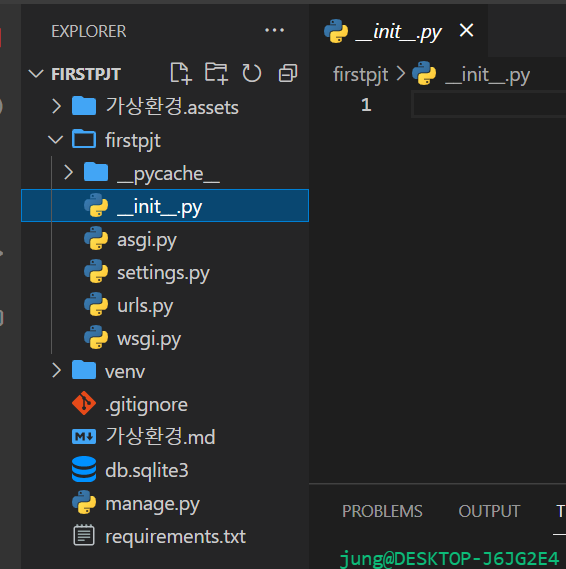 EXPLORER ...
FIRSTPJT
가상환경.assets
firstpjt
__pycache__
__init__.py
asgi.py
settings.py
urls.py
wsgi.py
venv
.gitignore
가상환경.md
db.sqlite3
manage.py
requirements.txt
__init__.py
firstpjt > __init__.py
1
PROBLEMS OUTPUT
jung@DESKTOP-J6JG2E4